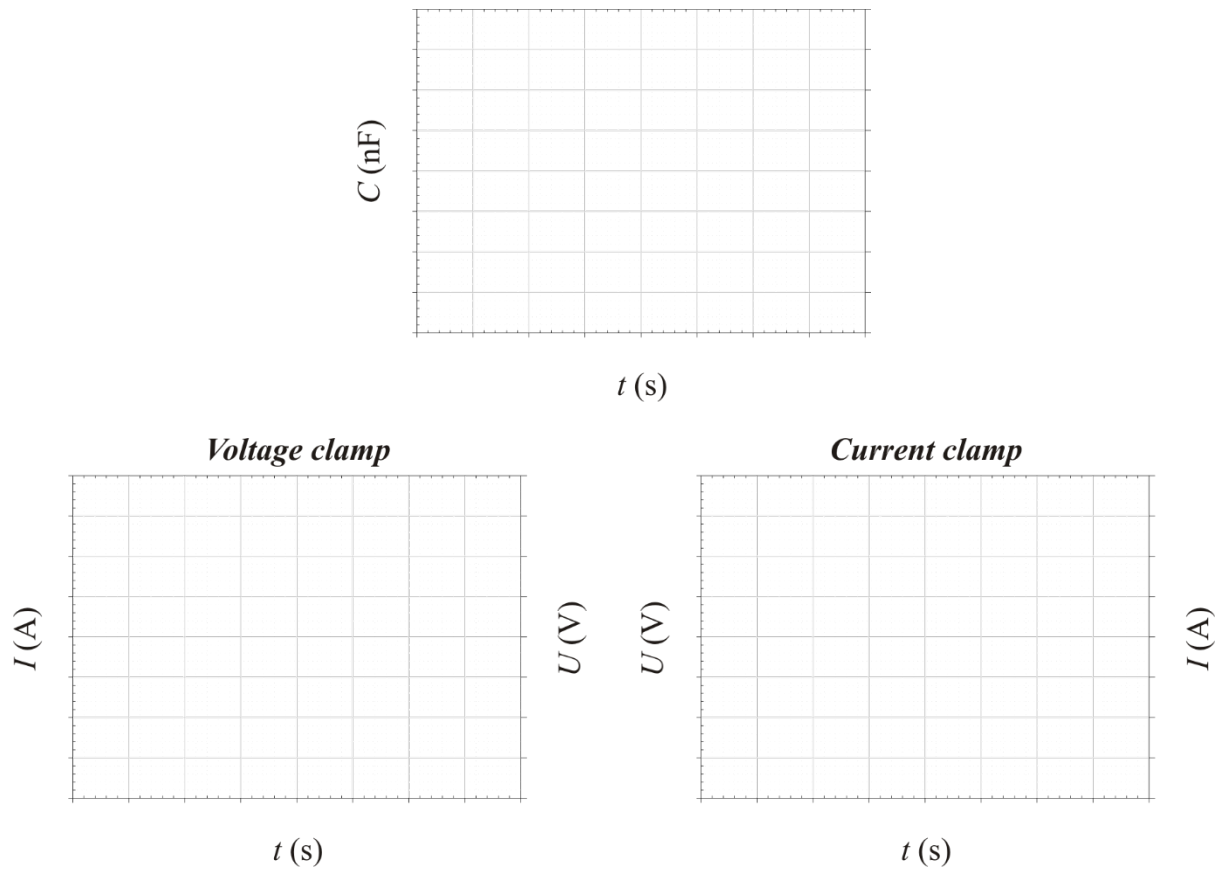 C (nF)
t (s)
Voltage clamp
I (A)
U (V)
t (s)
Current clamp
U (V)
I (A)
t (s)